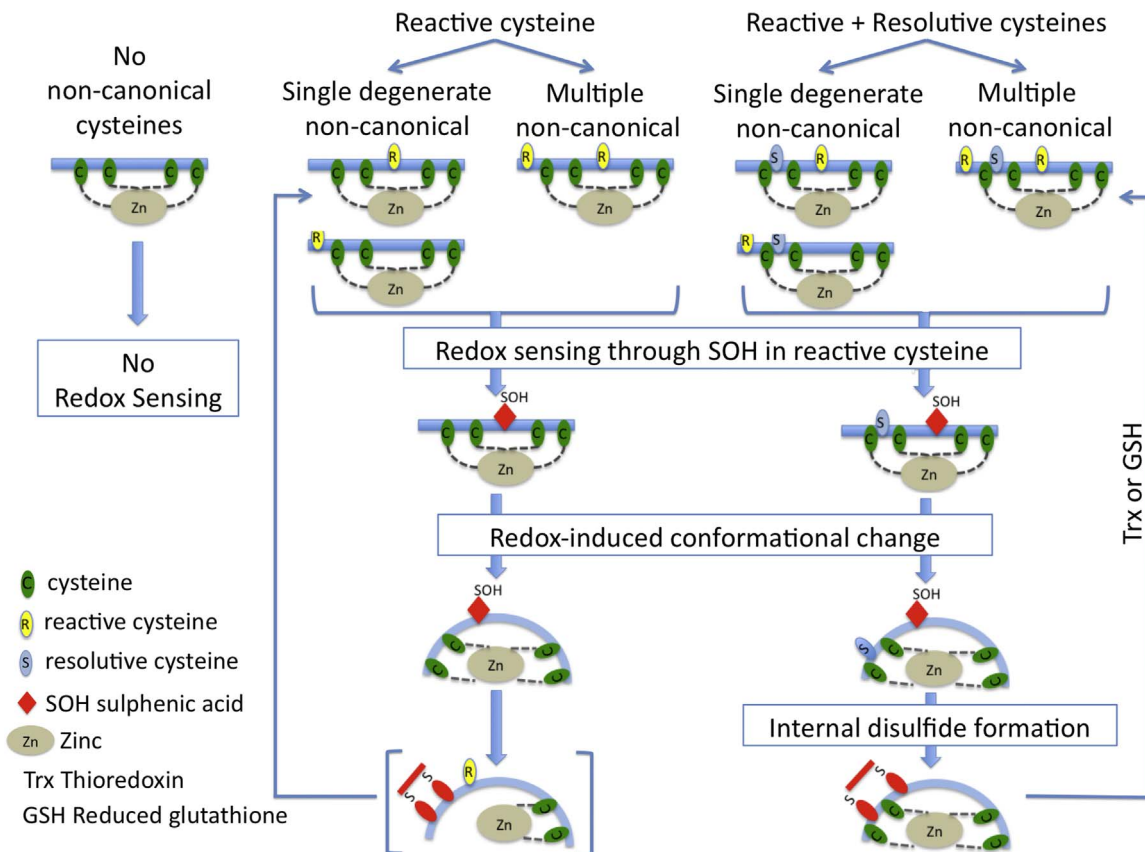 No
non-canonical
cysteines
C C C C
Zn
No
Redox Sensing
Reactive cysteine
Single degenerate
non-canonical
R
C C C C
Zn
R
C C C C
Zn
Multiple
non-canonical
R R
C C C C
Zn
Reactive + Resolutive cysteines
Single degenerate
non-canonical
S R
C C C C
Zn
R S
C C C C
Zn
Multiple
non-canonical
R S R
C C C C
Zn
Redox sensing through SOH in reactive cysteine
SOH
C C C C
Zn
SOH
S
C C C C
Zn
Redox-induced conformational change
SOH
C C
C C
Zn
SOH
S
C C
C C
Zn
Internal disulfide formation
S S
R
C
C
Zn
S S
C C
C C
Zn
Trx or GSH
C cysteine
R reactive cysteine
S resolutive cysteine
SOH sulphenic acid
Zn Zinc
Trx Thioredoxin
GSH Reduced glutathione